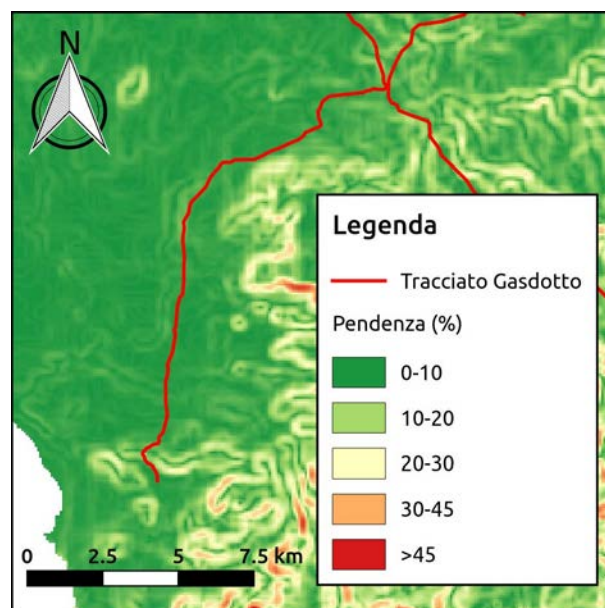 N
Legenda
Tracciato Gasdotto
Pendenza (%)
0-10
10-20
20-30
30-45
>45
0 2.5 5 7.5 km